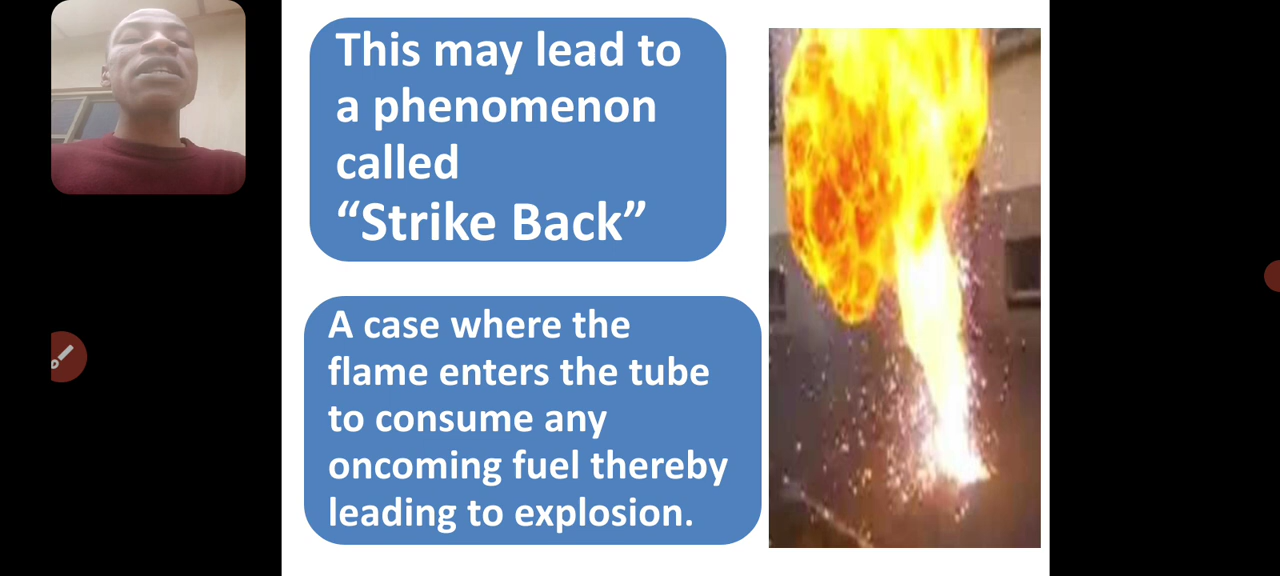 This may lead to
a phenomenon
called
“Strike Back”
A case where the
flame enters the tube
to consume any
oncoming fuel thereby
leading to explosion.